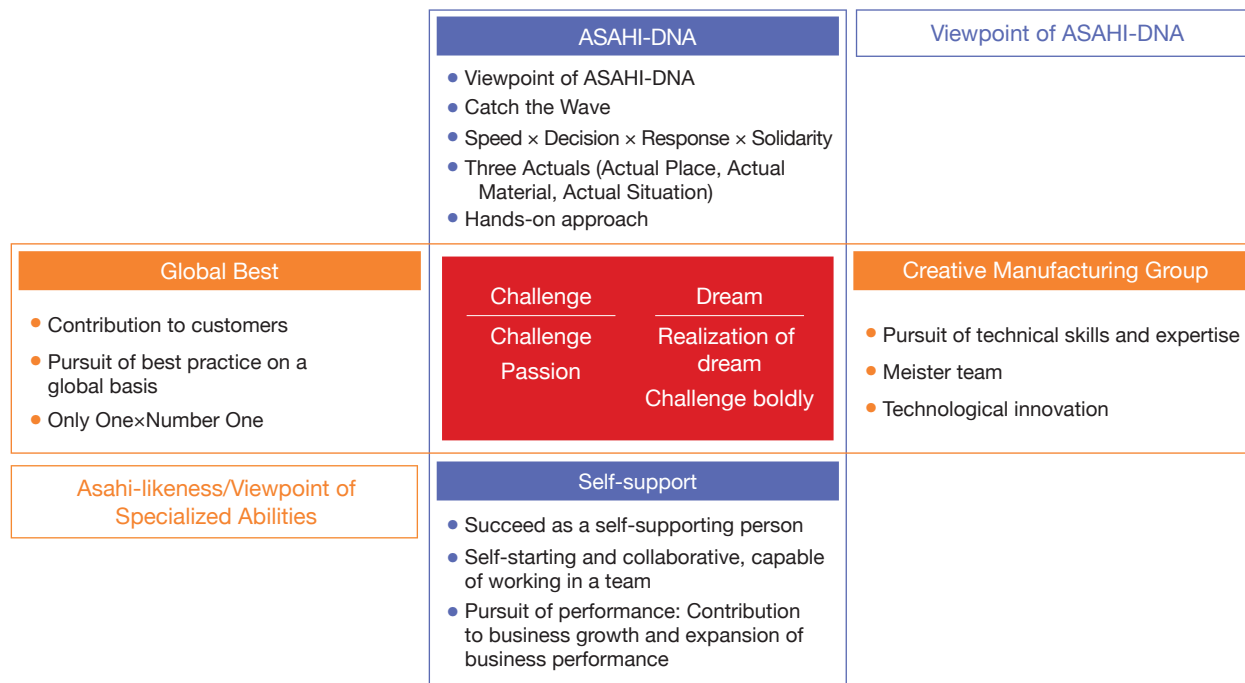 ASAHI-DNA
• Viewpoint of ASAHI-DNA
• Catch the Wave
• Speed × Decision × Response × Solidarity
• Three Actuals (Actual Place, Actual
Material, Actual Situation)
• Hands-on approach
Viewpoint of ASAHI-DNA
Global Best
• Contribution to customers
• Pursuit of best practice on a
global basis
• Only One×Number One
Challenge
Challenge
Passion
Dream
Realization of
dream
Challenge boldly
Creative Manufacturing Group
• Pursuit of technical skills and expertise
• Meister team
• Technological innovation
Asahi-likeness/Viewpoint of
Specialized Abilities
Self-support
• Succeed as a self-supporting person
• Self-starting and collaborative, capable
of working in a team
• Pursuit of performance: Contribution
to business growth and expansion of
business performance